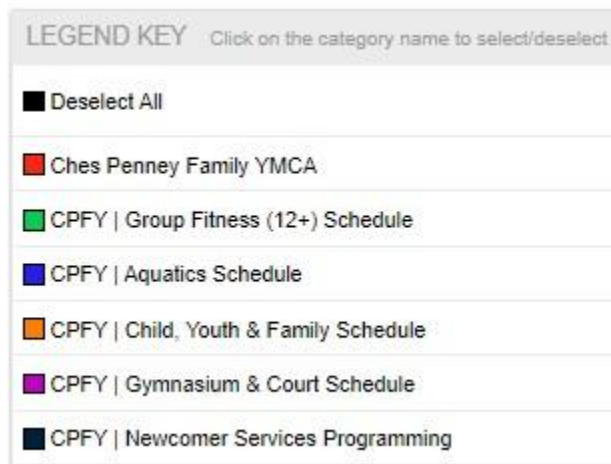 LEGEND KEY Click on the category name to select/deselect
Deselect All
Ches Penney Family YMCA
CPFY | Group Fitness (12+) Schedule
CPFY | Aquatics Schedule
CPFY | Child, Youth & Family Schedule
CPFY | Gymnasium & Court Schedule
CPFY | Newcomer Services Programming